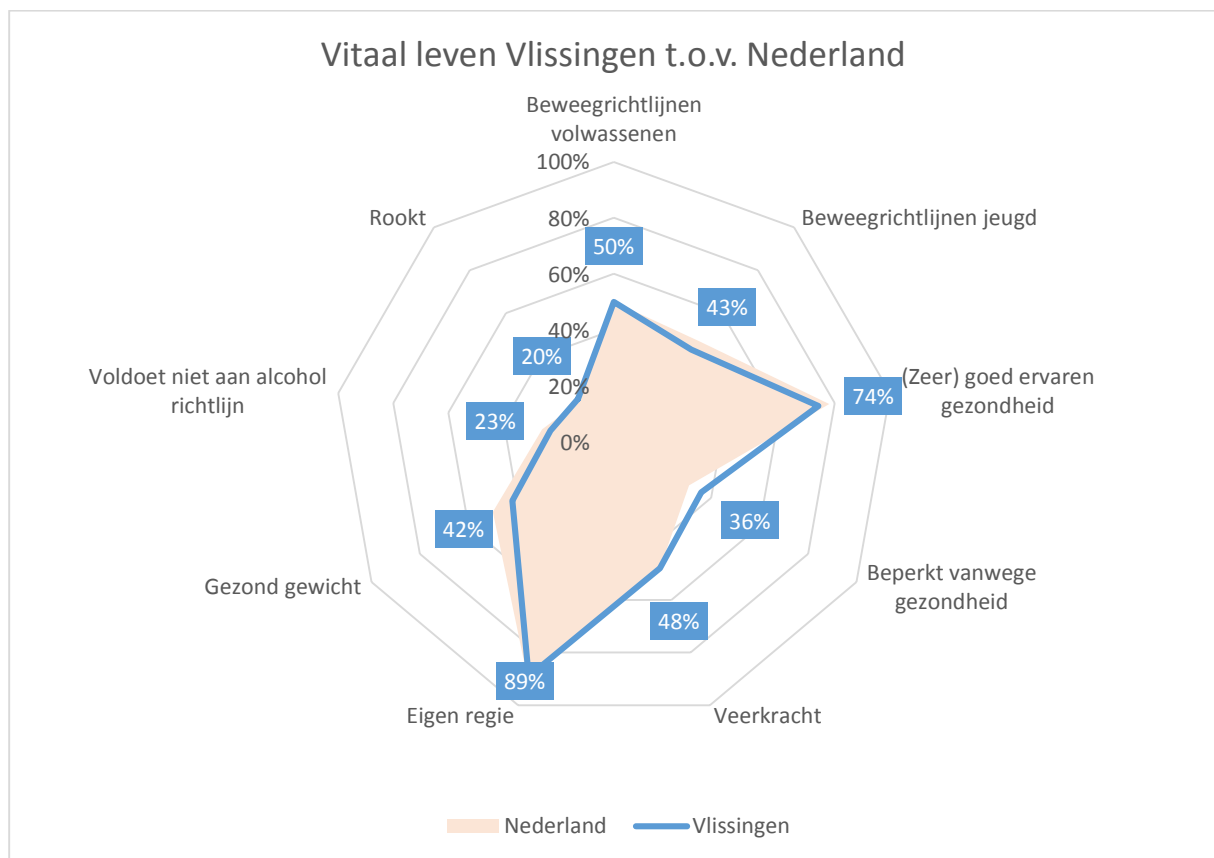 Vitaal leven Vlissingen t.o.v. Nederland
Beweegrichtlijnen
volwassenen
100%
Rookt
Beweegrichtlijnen jeugd
80%
50%
60%
43%
40%
20%
Voldoet niet aan alcohol
richtlijn
(Zeer) goed ervaren
gezondheid
74%
20%
23%
0%
42%
36%
Gezond gewicht
Beperkt vanwege
gezondheid
48%
89%
Eigen regie
Veerkracht
Nederland
Vlissingen